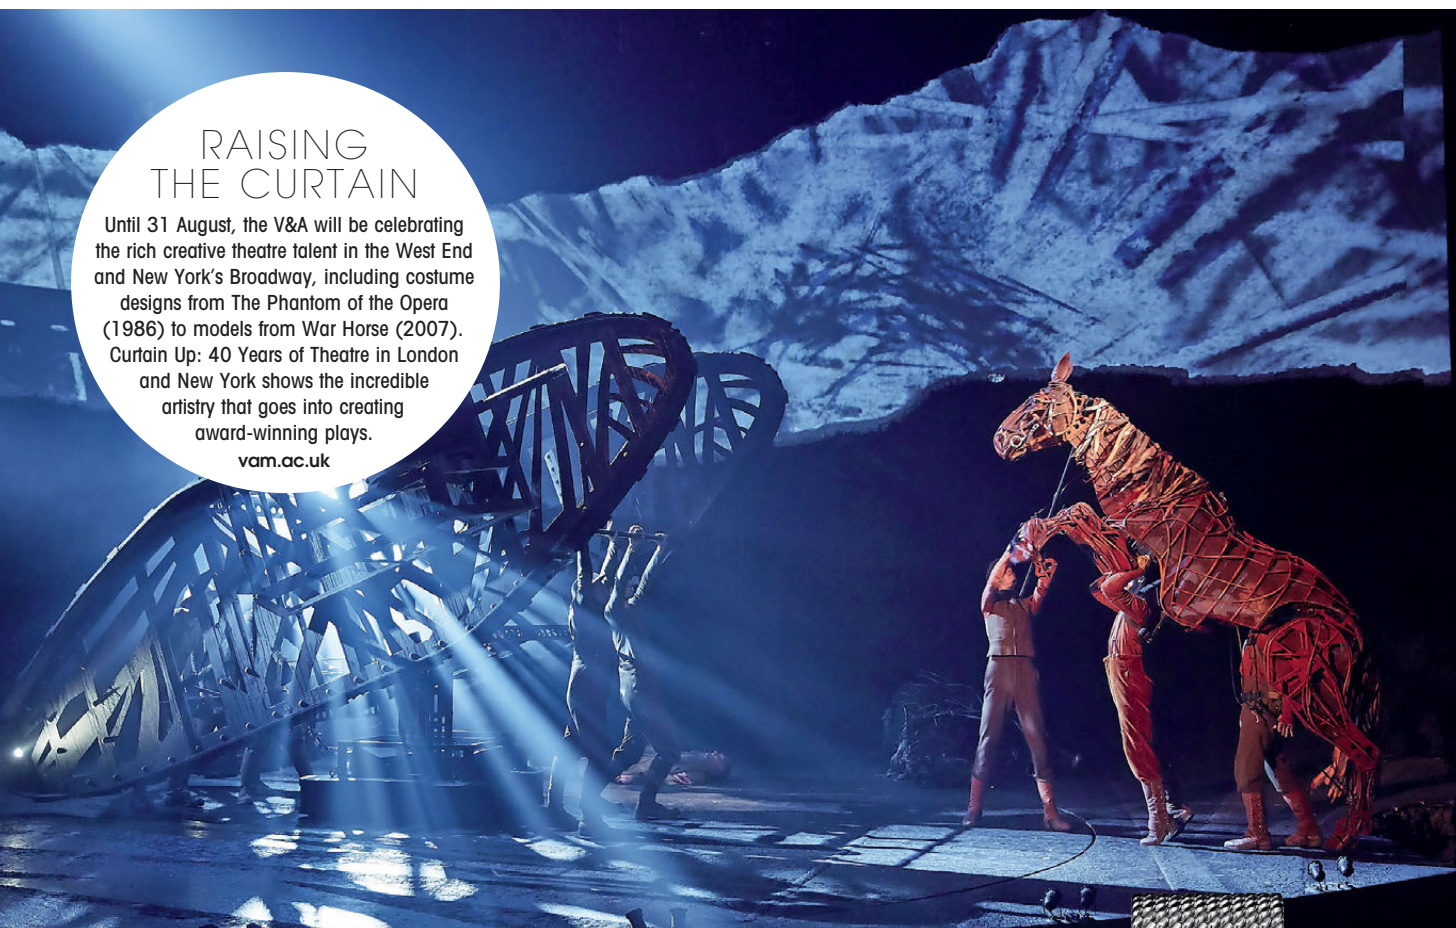 RAISING
THE CURTAIN
Until 31 August, the V&A will be celebrating
the rich creative theatre talent in the West End
and New York’s Broadway, including costume
designs from The Phantom of the Opera
(1986) to models from War Horse (2007).
Curtain Up: 40 Years of Theatre in London
and New York shows the incredible
artistry that goes into creating
award-winning plays.
vam.ac.uk